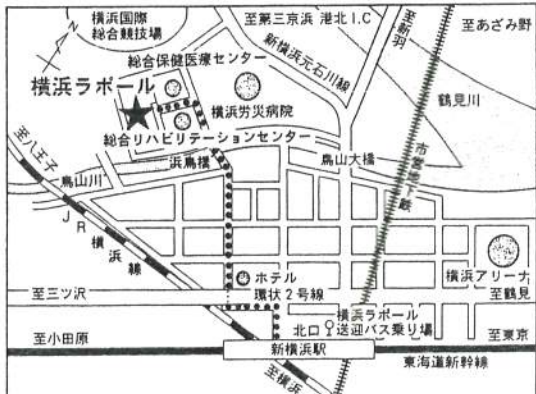 横浜国際
総合競技場
至第三京浜 港北I.C
至新羽
至あざみ野
N
総合保健医療センター
新横浜元石川線
横浜ラポール
横浜労災病院
鶴見川
総合リハビリテーションセンター
至八王子
浜鳥橋
鳥山大橋
市営地下鉄
鳥山川
JR横浜線
ホテル
横浜アリーナ
至三ツ沢
環状2号線
至鶴見
横浜ラポール
送迎バス乗り場
北口
至小田原
至東京
新横浜駅
東海道新幹線
至横浜